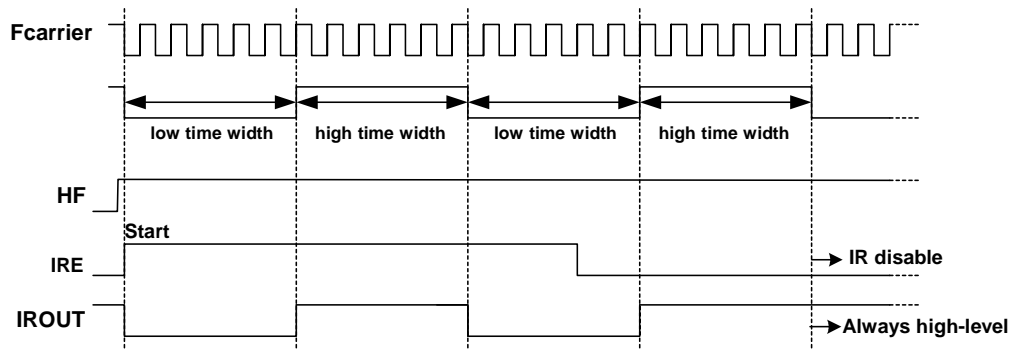 Fcarrier
low time width high time width low time width high time width
HF
Start
IRE
IR disable
IROUT
Always high-level